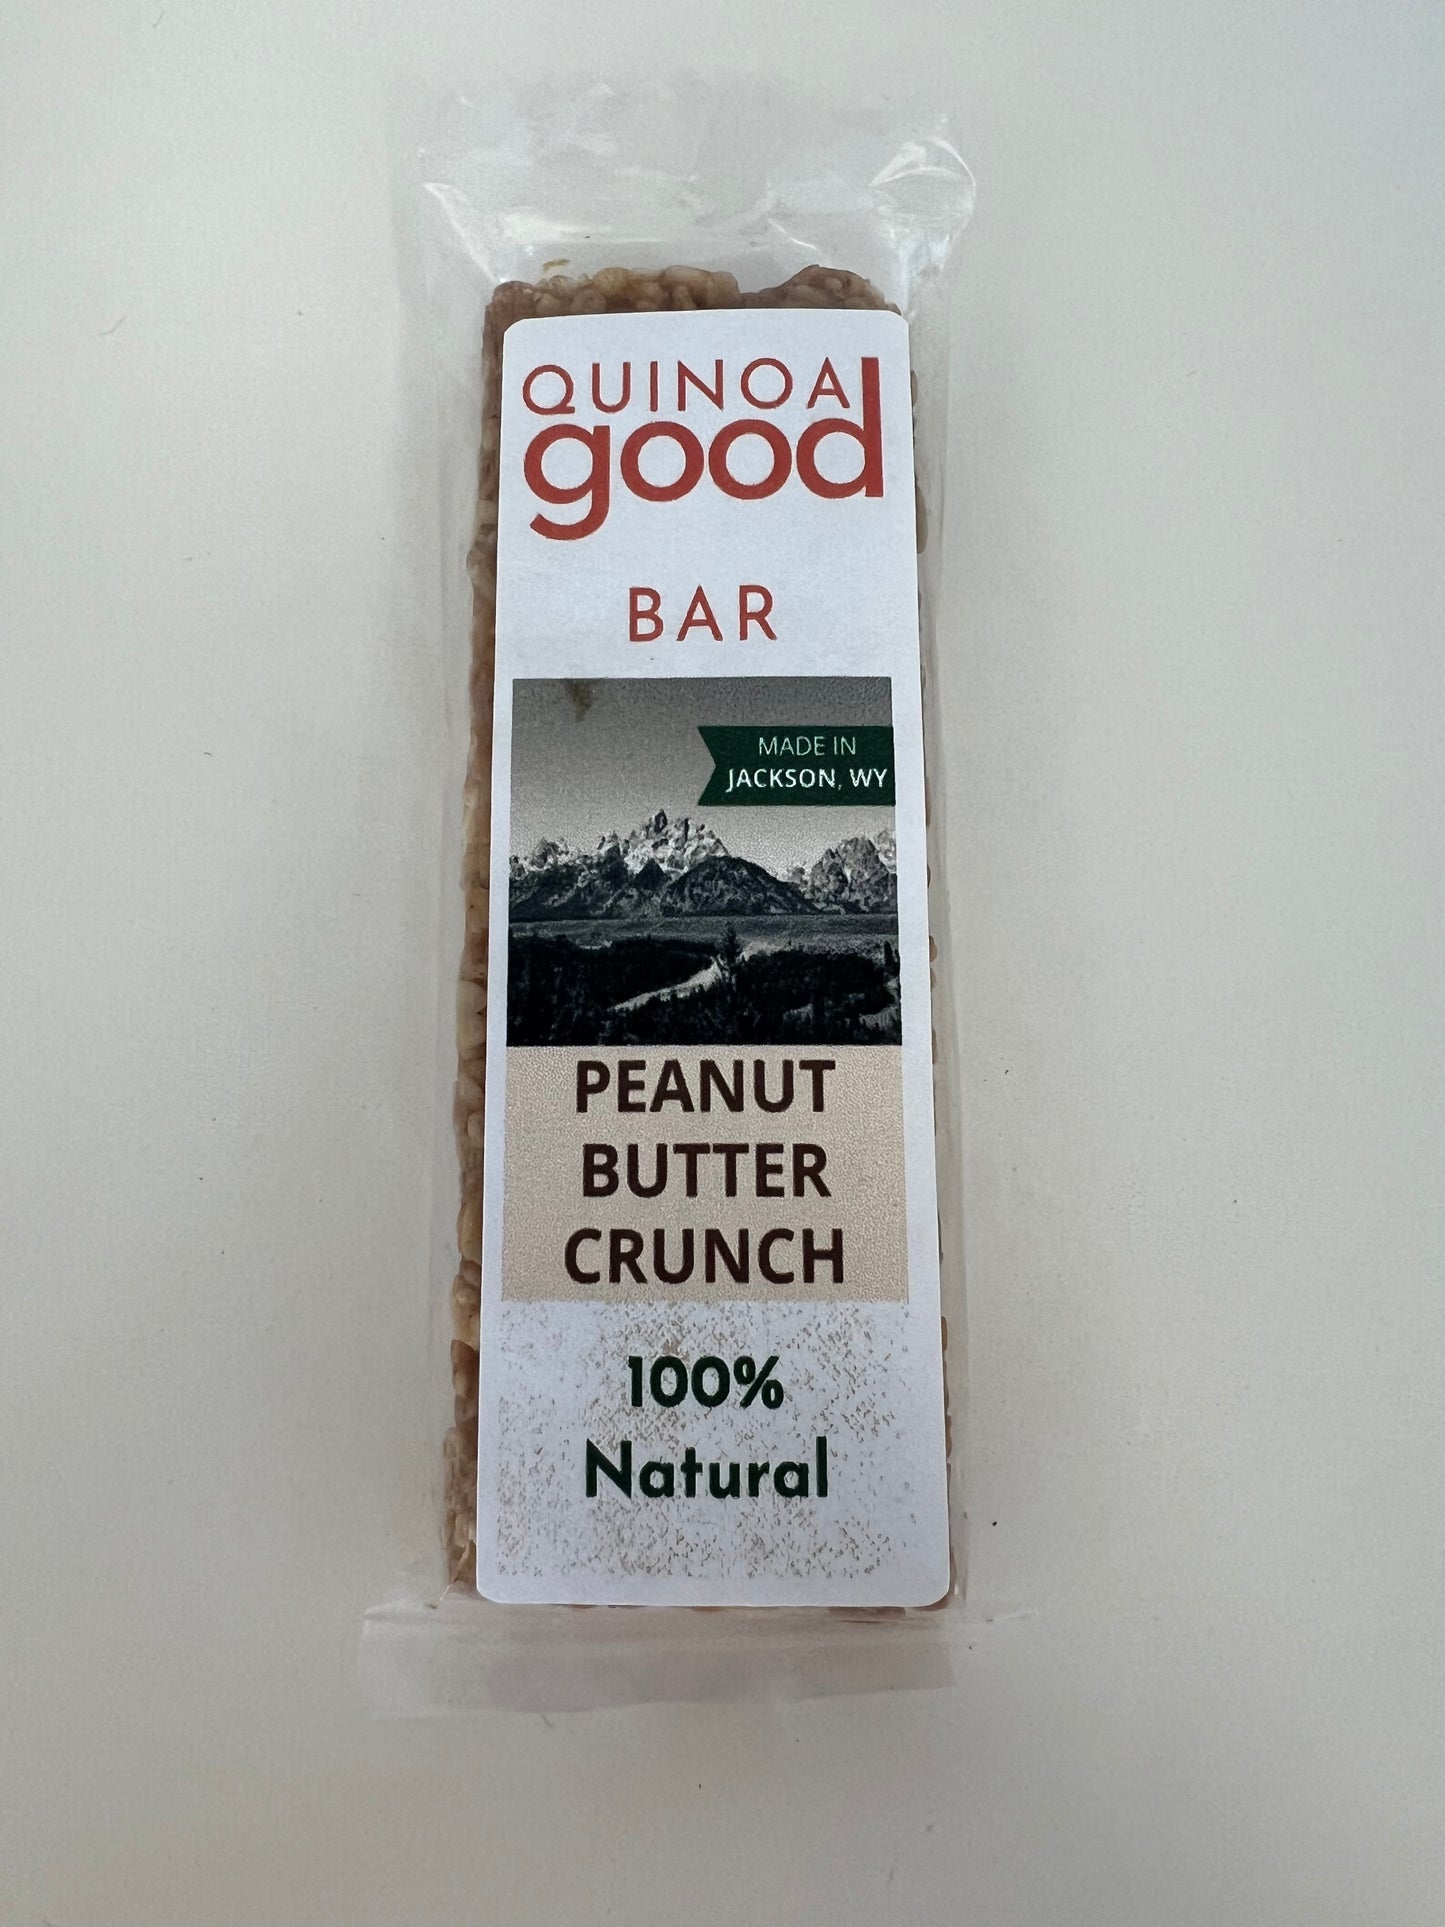 QUINOA
good
BAR
MADE IN
JACKSON, WY
PEANUT
BUTTER
CRUNCH
100%
Natural